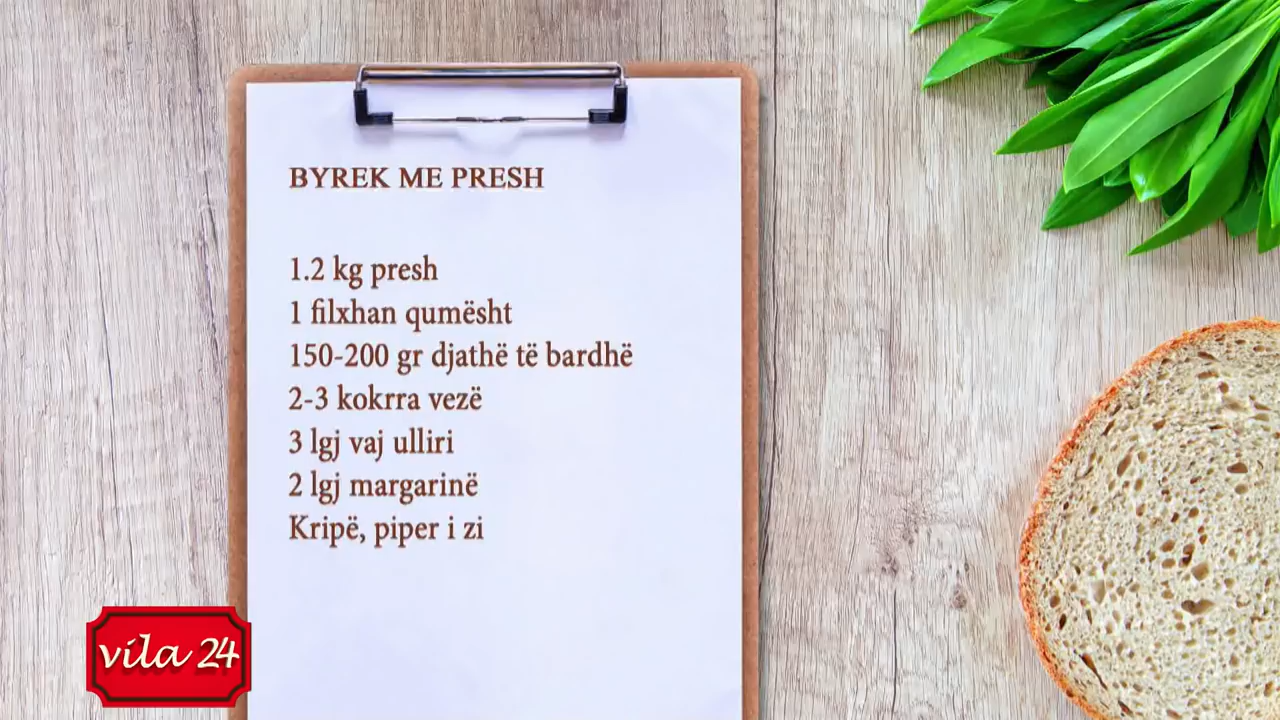 BYREK ME PRESH
1.2 kg presh
1 filxhan qumësht
150-200 gr djathë të bardhë
2-3 kokrra vezë
3 lgj vaj ulliri
2 lgj margarinë
Kripë, piper i zi
vila 24